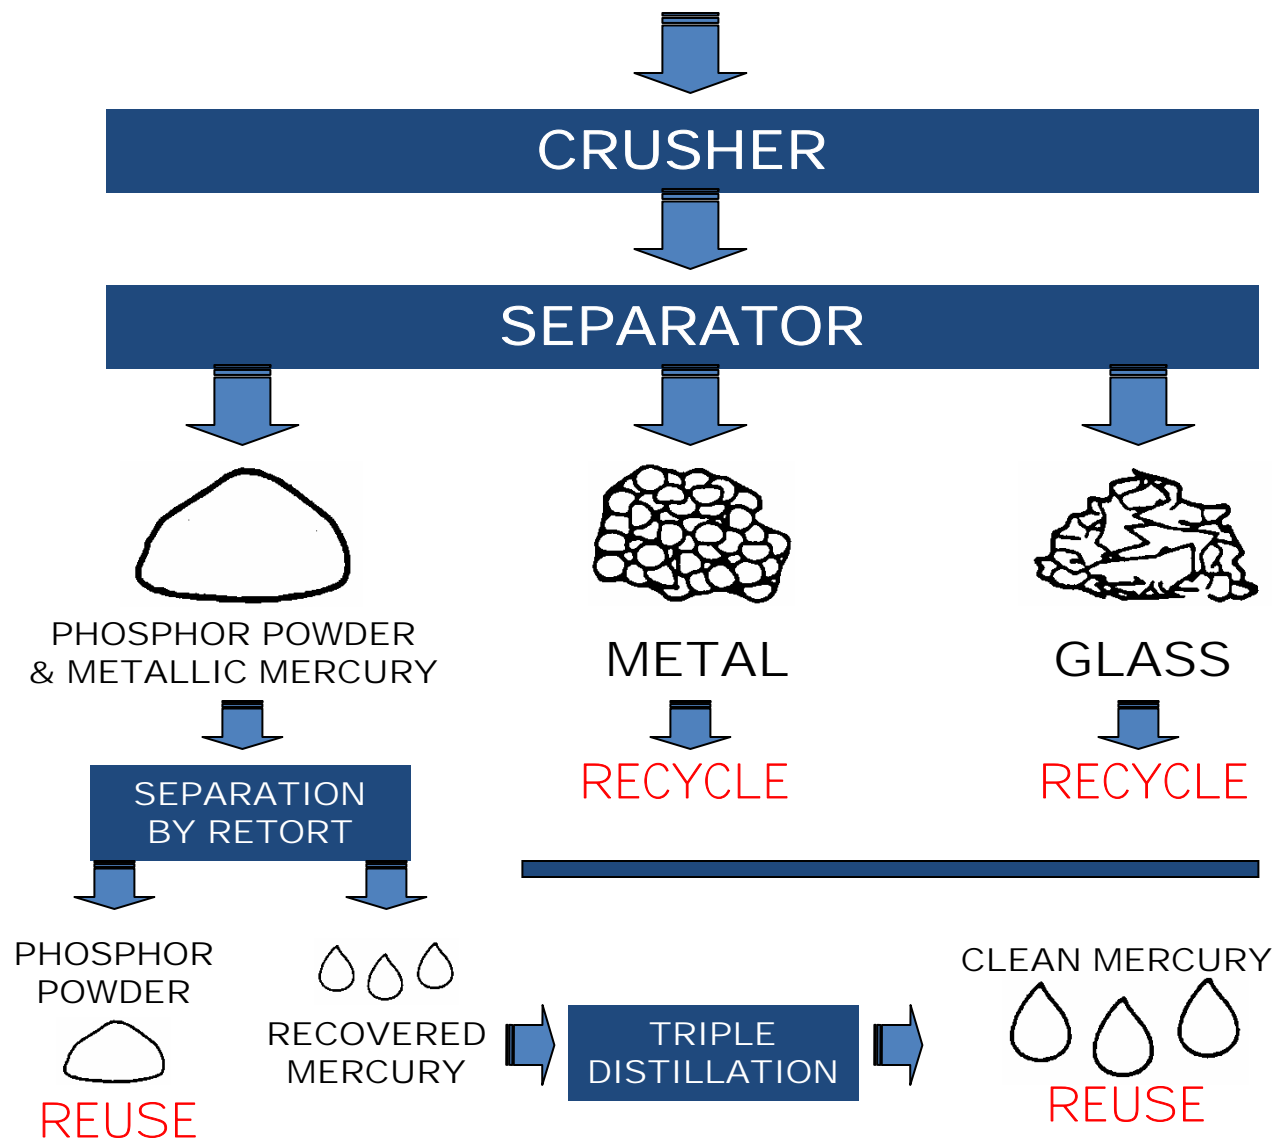 CRUSHER
SEPARATOR
PHOSPHOR POWDER
& METALLIC MERCURY
METAL
GLASS
RECYCLE
RECYCLE
SEPARATION
BY RETORT
PHOSPHOR
POWDER
REUSE
RECOVERED
MERCURY
TRIPLE
DISTILLATION
CLEAN MERCURY
REUSE